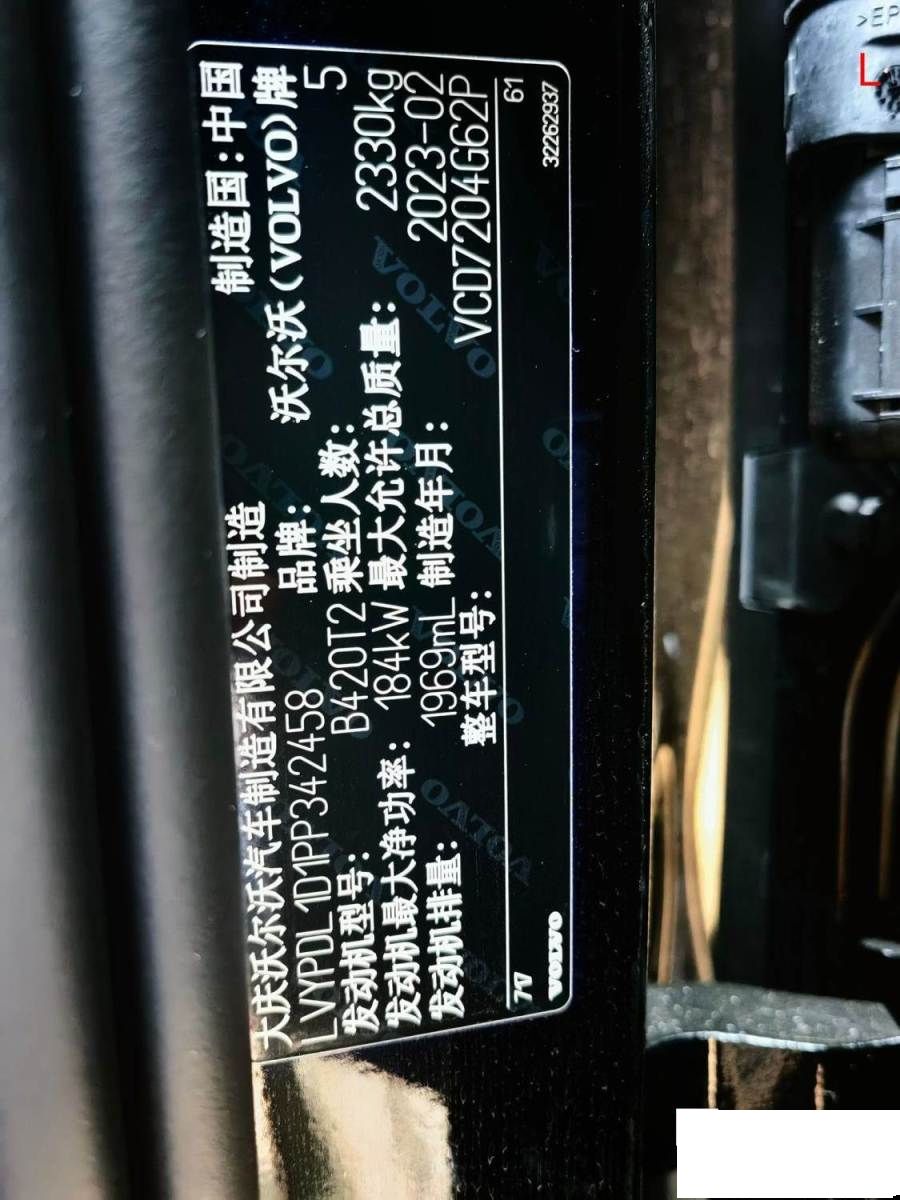 大庆沃尔沃汽车制造有限公司制造 制造国:中国
LVYPDL1D1PP342458 品牌: 沃尔沃(VOLVO)牌
发动机型号: B420T2 乘坐人数: 5
发动机最大净功率: 184kW 最大允许总质量: 2330kg
发动机排量: 1969mL 制造年月: 2023-02
整车型号: VCD7204G62P
717 61
VOLVO 32262937
>EP
L